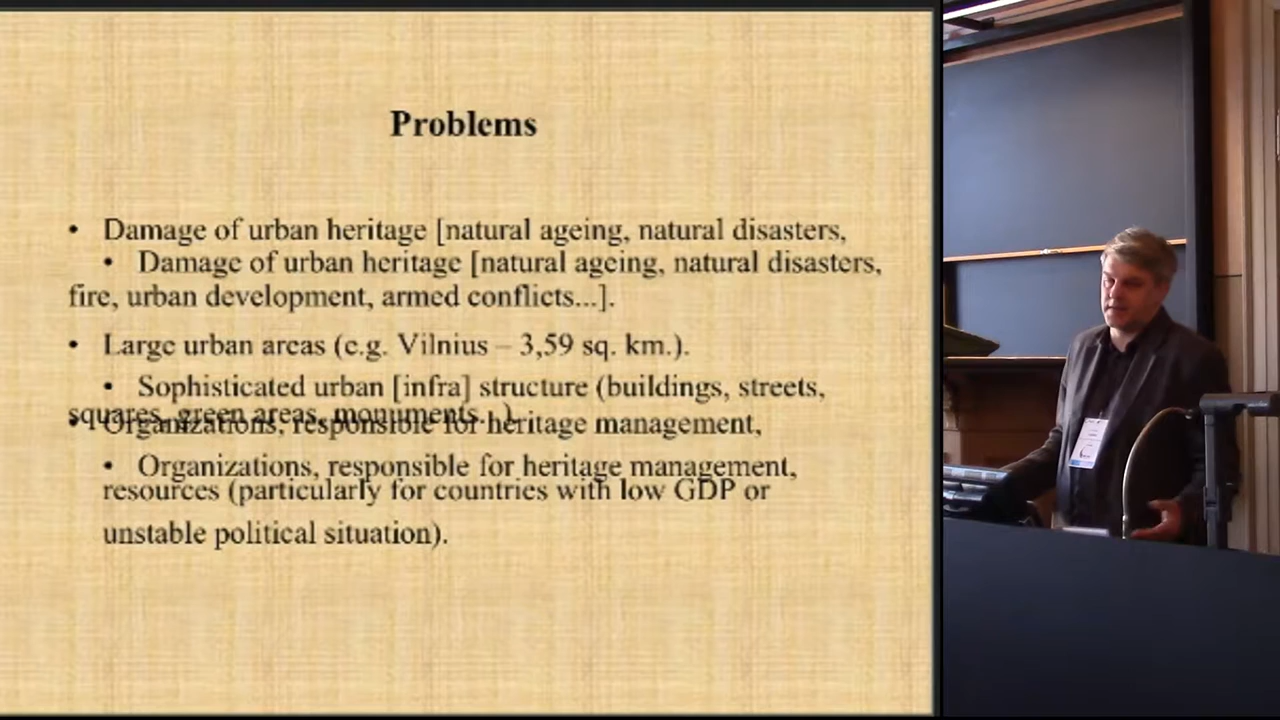 Problems
• Damage of urban heritage [natural ageing, natural disasters,
• Damage of urban heritage [natural ageing, natural disasters,
fire, urban development, armed conflicts...].
• Large urban areas (e.g. Vilnius – 3,59 sq. km.).
• Sophisticated urban [infra] structure (buildings, streets,
squares, green areas, monuments...)
• Organizations, responsible for heritage management,
• Organizations, responsible for heritage management,
resources (particularly for countries with low GDP or
unstable political situation).